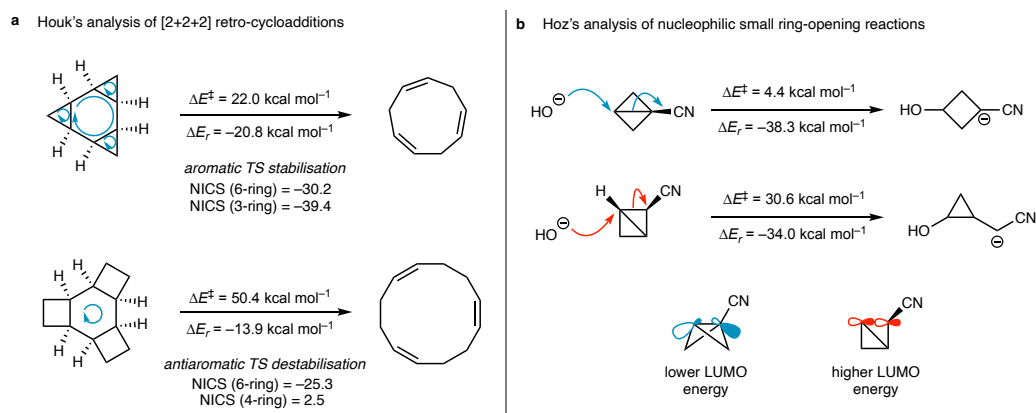 a Houk's analysis of [2+2+2] retro-cycloadditions
H
H
H
H
H
H
ΔE‡ = 22.0 kcal mol–1
ΔEr = –20.8 kcal mol–1
aromatic TS stabilisation
NICS (6-ring) = –30.2
NICS (3-ring) = –39.4
H
H
H
H
H
H
ΔE‡ = 50.4 kcal mol–1
ΔEr = –13.9 kcal mol–1
antiaromatic TS destabilisation
NICS (6-ring) = –25.3
NICS (4-ring) = 2.5
b Hoz's analysis of nucleophilic small ring-opening reactions
HO⊖
CN
ΔE‡ = 4.4 kcal mol–1
ΔEr = –38.3 kcal mol–1
HO
CN
⊖
HO⊖
H
CN
ΔE‡ = 30.6 kcal mol–1
ΔEr = –34.0 kcal mol–1
HO
CN
⊖
CN
lower LUMO
energy
CN
higher LUMO
energy